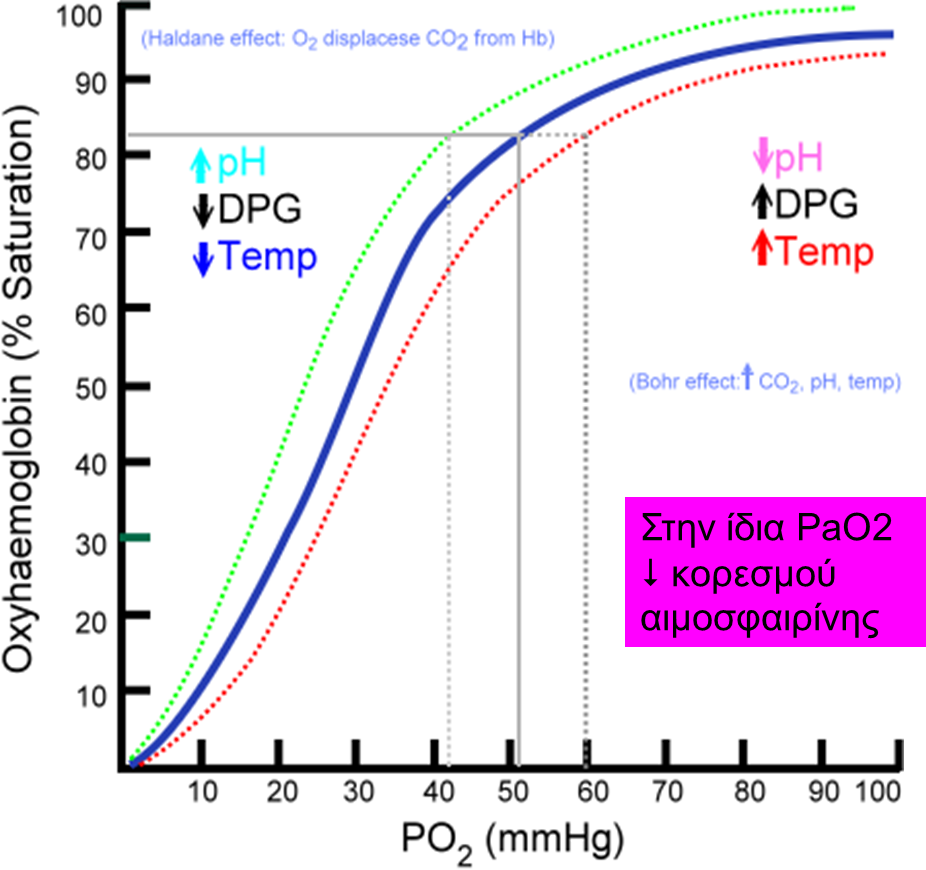 100
90
80
70
60
50
40
30
20
10
Oxyhaemoglobin (% Saturation)
(Haldane effect: O₂ displacese CO₂ from Hb)
↑pH
↓DPG
↓Temp
↓pH
↑DPG
↑Temp
(Bohr effect:↑ CO₂, pH, temp)
Στην ίδια PaO2
↓ κορεσμού
αιμοσφαιρίνης
10 20 30 40 50 60 70 80 90 100
PO₂ (mmHg)